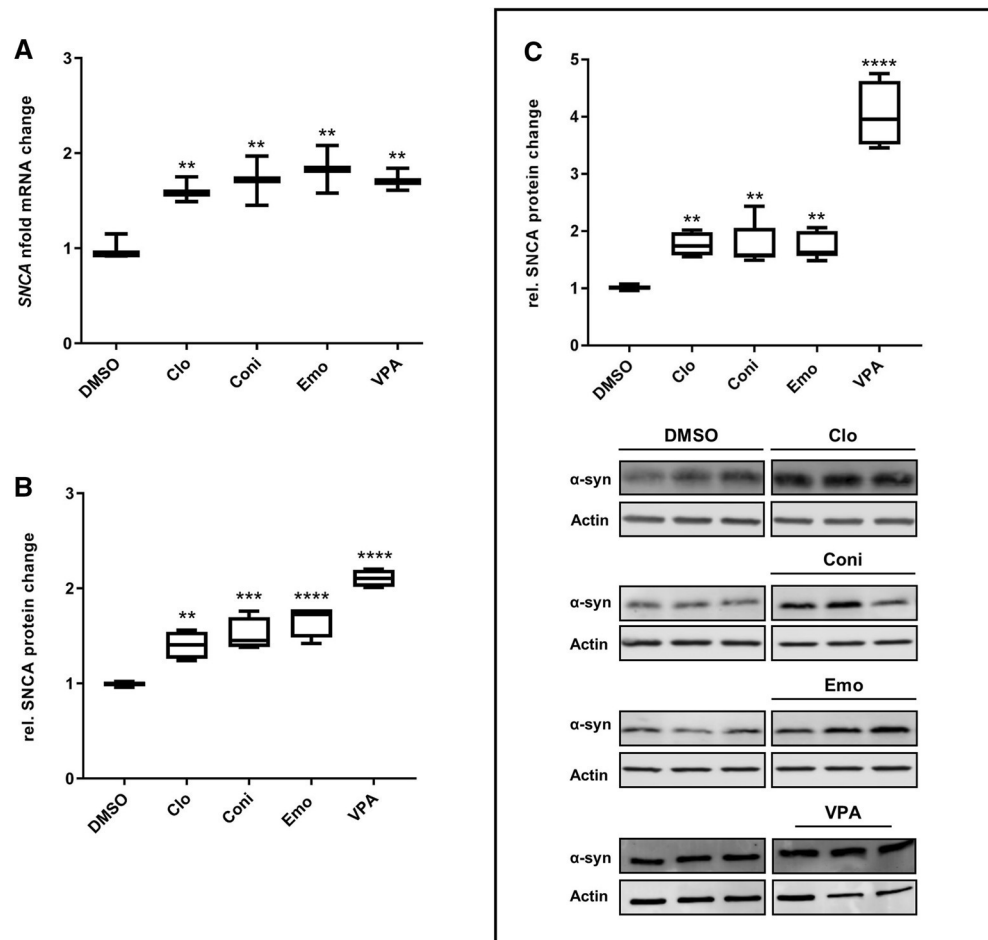 A
SNCA nfold mRNA change
3
2
1
0
** ** ** **
DMSO Clo Coni Emo VPA
B
rel. SNCA protein change
3
2
1
0
** *** **** ****
DMSO Clo Coni Emo VPA
C
rel. SNCA protein change
5
4
3
2
1
0
** ** ** ****
DMSO Clo Coni Emo VPA
DMSO Clo
α-syn
Actin
Coni
α-syn
Actin
Emo
α-syn
Actin
VPA
α-syn
Actin